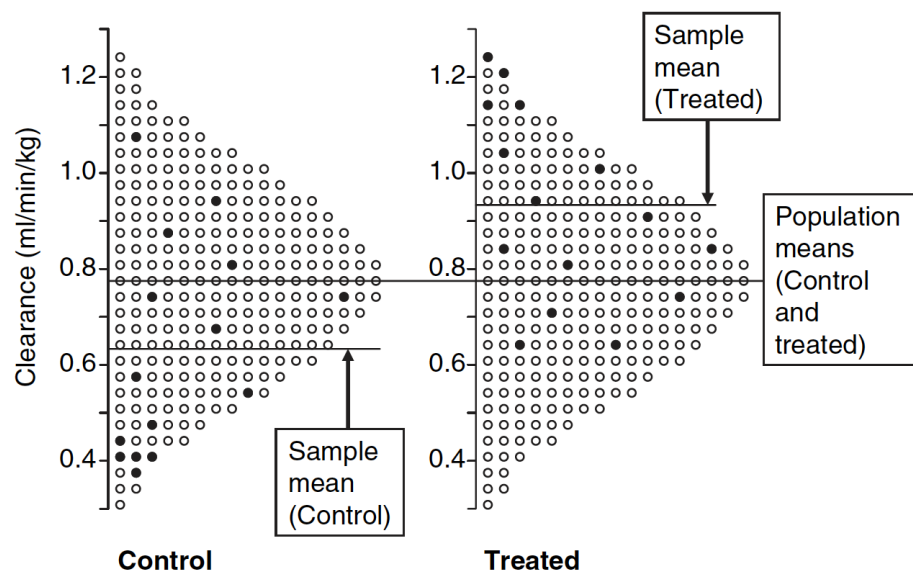 Clearance (ml/min/kg)
1.2
1.0
0.8
0.6
0.4
Control
Sample
mean
(Control)
1.2
1.0
0.8
0.6
0.4
Treated
Sample
mean
(Treated)
Population
means
(Control
and
treated)